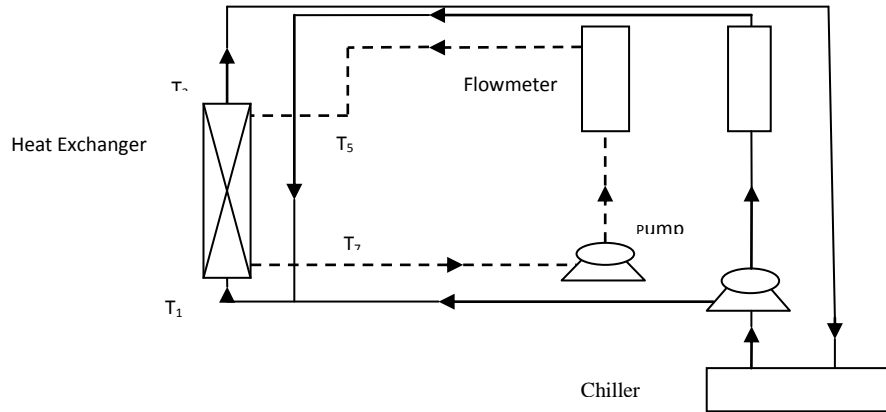 Flowmeter
Heat Exchanger
T₅
Pump
T₇
T₁
Chiller